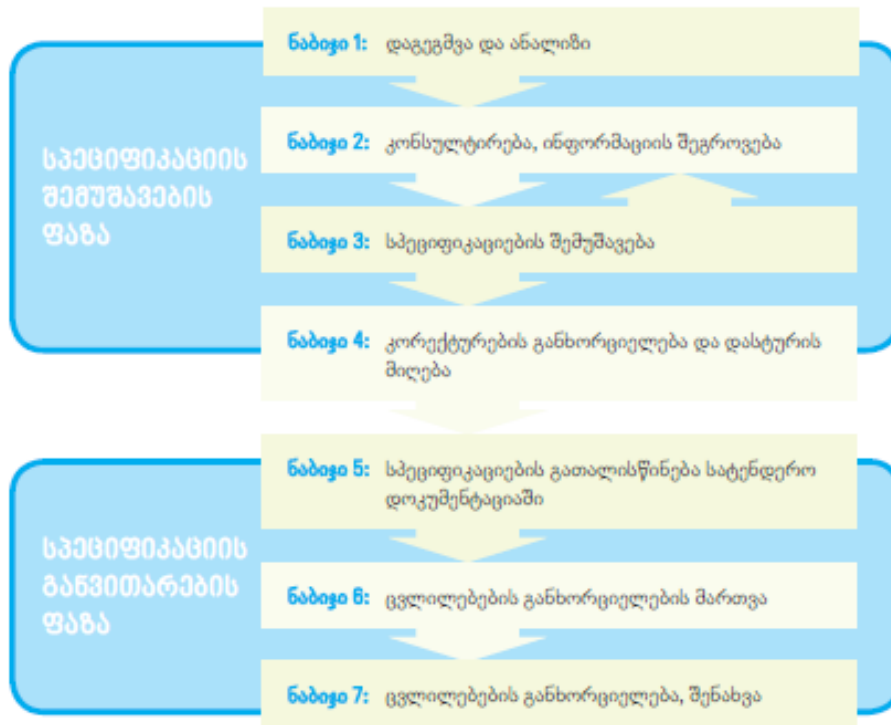 ნაბიჯი 1: დაგეგმვა და ანალიზი
ნაბიჯი 2: კონსულტირება, ინფორმაციის შეგროვება
სპეციფიკაციის
შემუშავების
ფაზა
ნაბიჯი 3: სპეციფიკაციების შემუშავება
ნაბიჯი 4: კორექტურების განხორციელება და დასტურის
მიღება
ნაბიჯი 5: სპეციფიკაციების გათალისწინება სატენდერო
დოკუმენტაციაში
სპეციფიკაციის
განვითარების
ფაზა
ნაბიჯი 6: ცვლილებების განხორციელების მართვა
ნაბიჯი 7: ცვლილებების განხორციელება, შენახვა